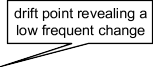 drift point revealing a
low frequent change